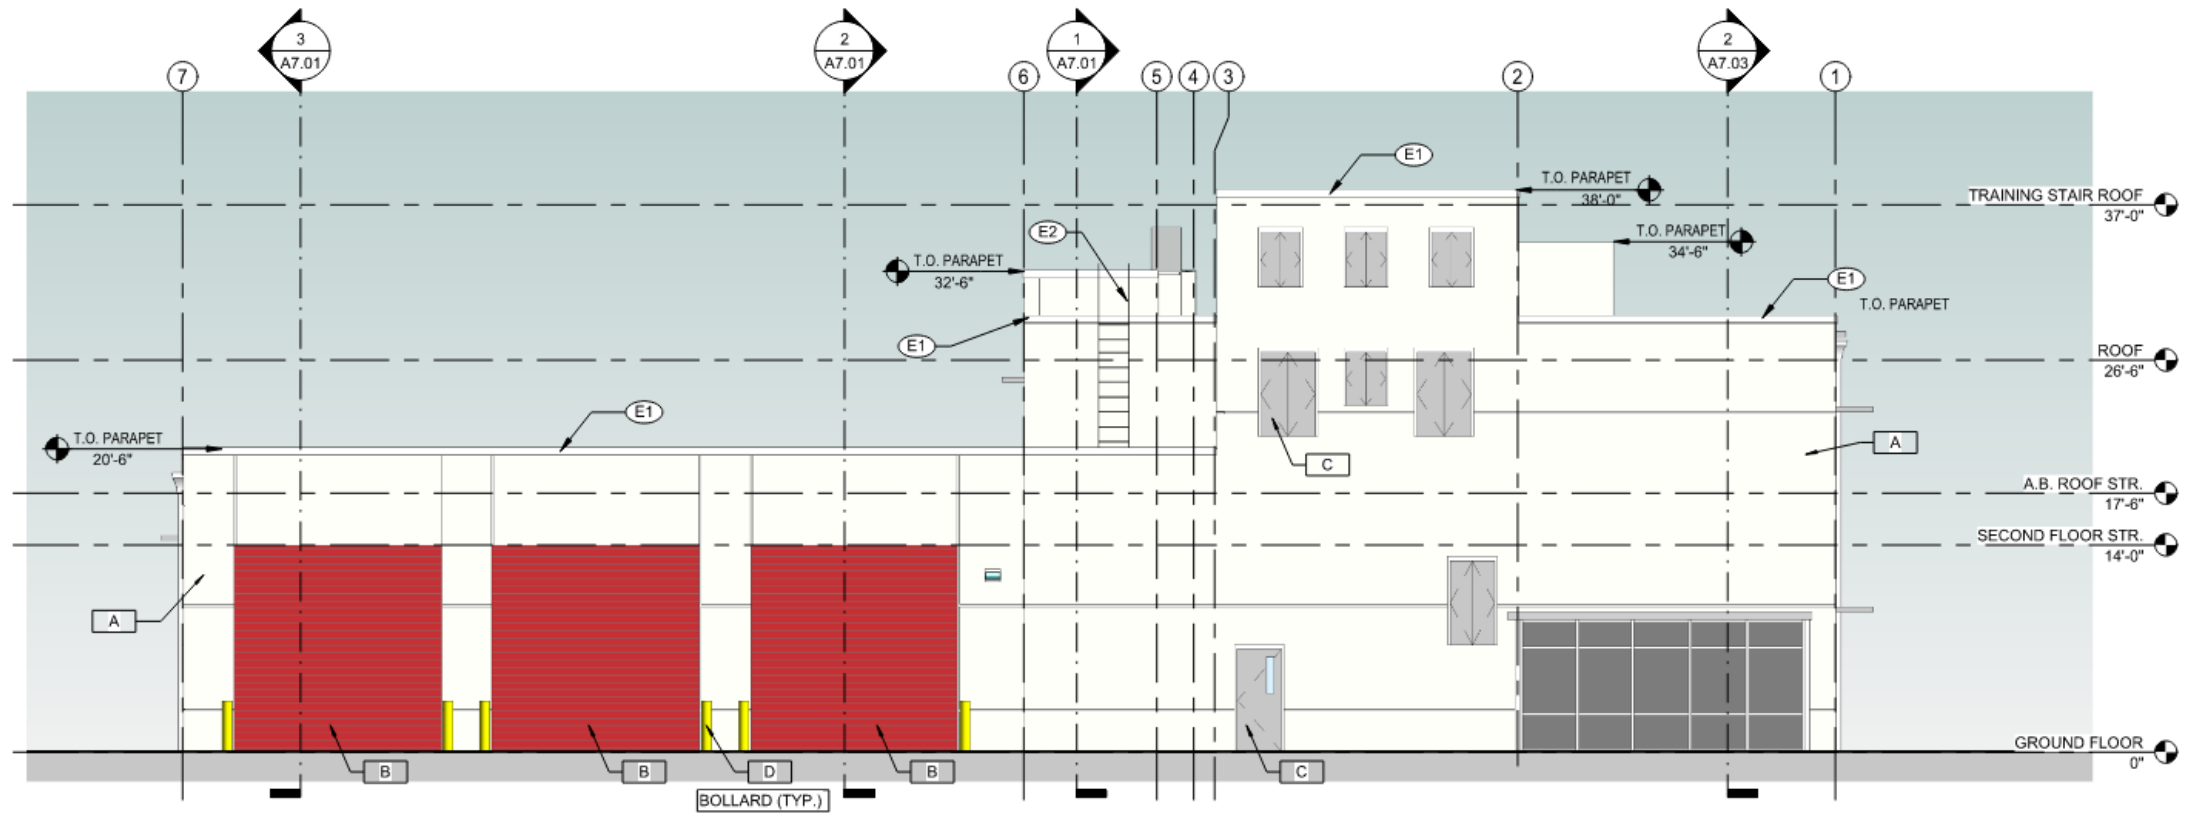 3
A7.01
2
A7.01
1
A7.01
2
A7.03
7
6
5
4
3
2
1
E1
T.O. PARAPET
38'-0"
TRAINING STAIR ROOF
37'-0"
E2
T.O. PARAPET
34'-6"
T.O. PARAPET
32'-6"
E1
T.O. PARAPET
E1
ROOF
26'-6"
E1
T.O. PARAPET
20'-6"
A
C
A.B. ROOF STR.
17'-6"
SECOND FLOOR STR.
14'-0"
A
GROUND FLOOR
0"
B
B
D
B
C
BOLLARD (TYP.)